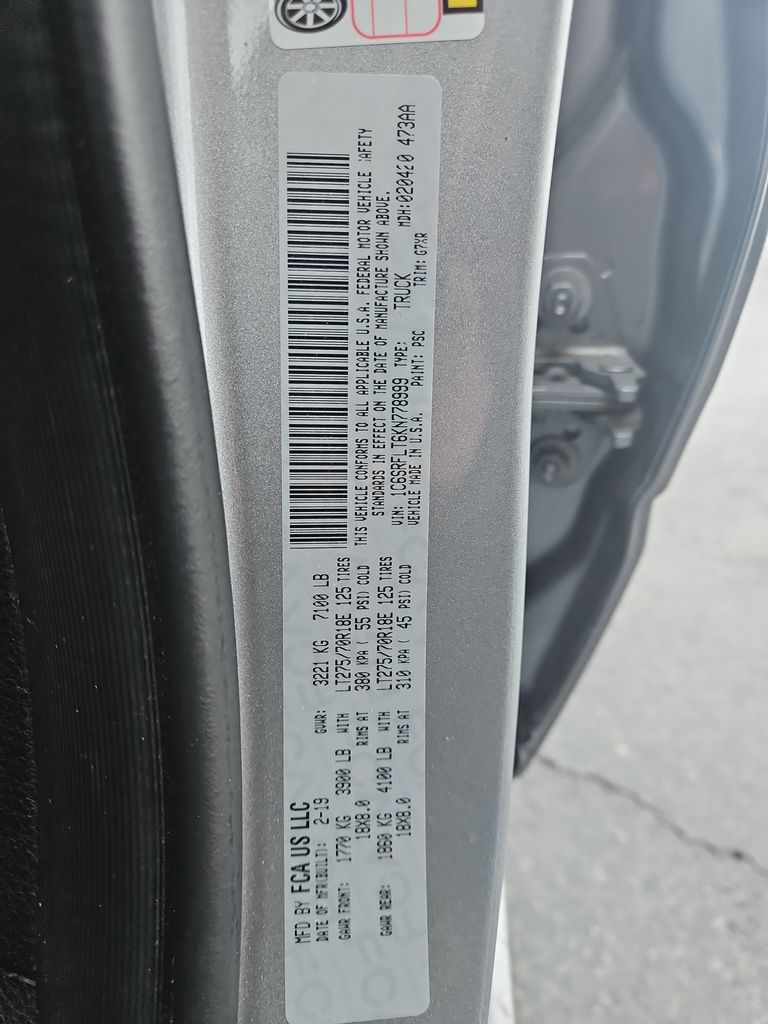 MFD BY FCA US LLC
DATE OF MFR(BUILT): 2-19 GVWR: 3221 KG 7100 LB
GAWR FRONT: 1770 KG 3900 LB WITH LT275/70R18E 125 TIRES
18X8.0 RIMS AT 380 KPA ( 55 PSI) COLD
GAWR REAR: 1860 KG 4100 LB WITH LT275/70R18E 125 TIRES
18X8.0 RIMS AT 310 KPA ( 45 PSI) COLD
THIS VEHICLE CONFORMS TO ALL APPLICABLE U.S.A. FEDERAL MOTOR VEHICLE SAFETY
STANDARDS IN EFFECT ON THE DATE OF MANUFACTURE SHOWN ABOVE.
VIN: 1C6SRFLT6KN778999 TYPE: TRUCK MDH:020420 473AA
VEHICLE MADE IN U.S.A. PAINT: PSC TRIM: G7XR